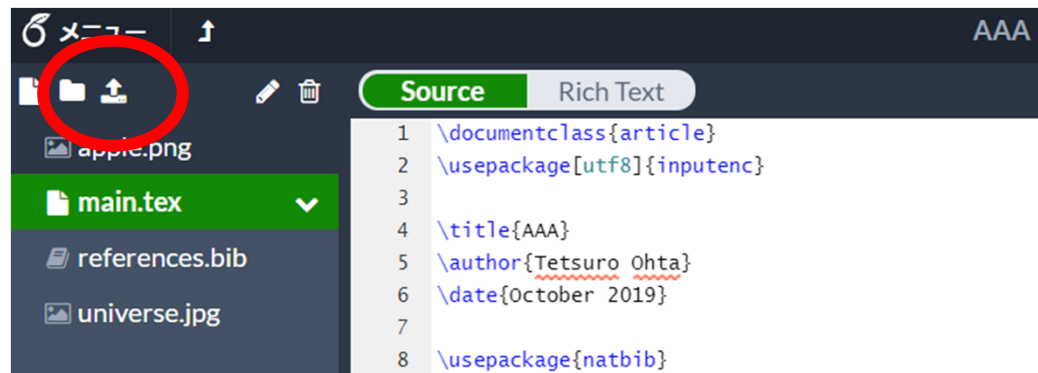 メニュー
AAA
Source Rich Text
apple.png
main.tex
references.bib
universe.jpg
1 \documentclass{article}
2 \usepackage[utf8]{inputenc}
3
4 \title{AAA}
5 \author{Tetsuro Ohta}
6 \date{October 2019}
7
8 \usepackage{natbib}